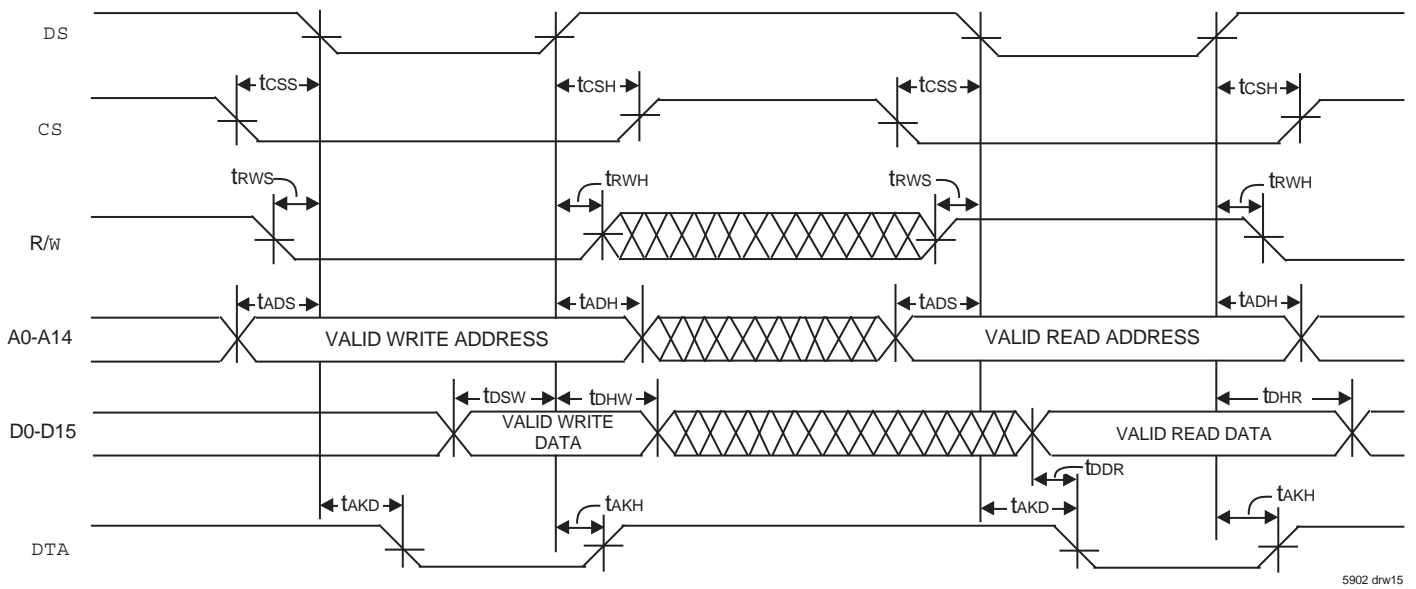 DS
tCSS
tCSH
tCSS
tCSH
CS
tRWS
tRWH
tRWS
tRWH
R/W
tADS
tADH
tADS
tADH
A0-A14
VALID WRITE ADDRESS
VALID READ ADDRESS
tDSW
tDHW
tDHR
D0-D15
VALID WRITE
DATA
VALID READ DATA
tDDR
tAKD
tAKH
tAKD
tAKH
DTA
5902 drw15